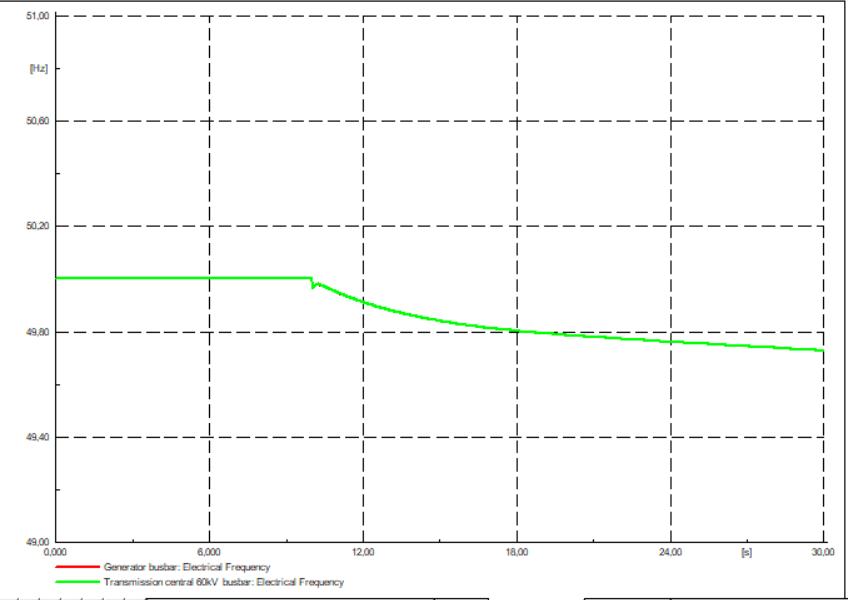 51,00
[Hz]
50,60
50,20
49,80
49,40
49,00
0,000 6,000 12,00 18,00 24,00 [s] 30,00
Generator busbar: Electrical Frequency
Transmission central 60kV busbar: Electrical Frequency